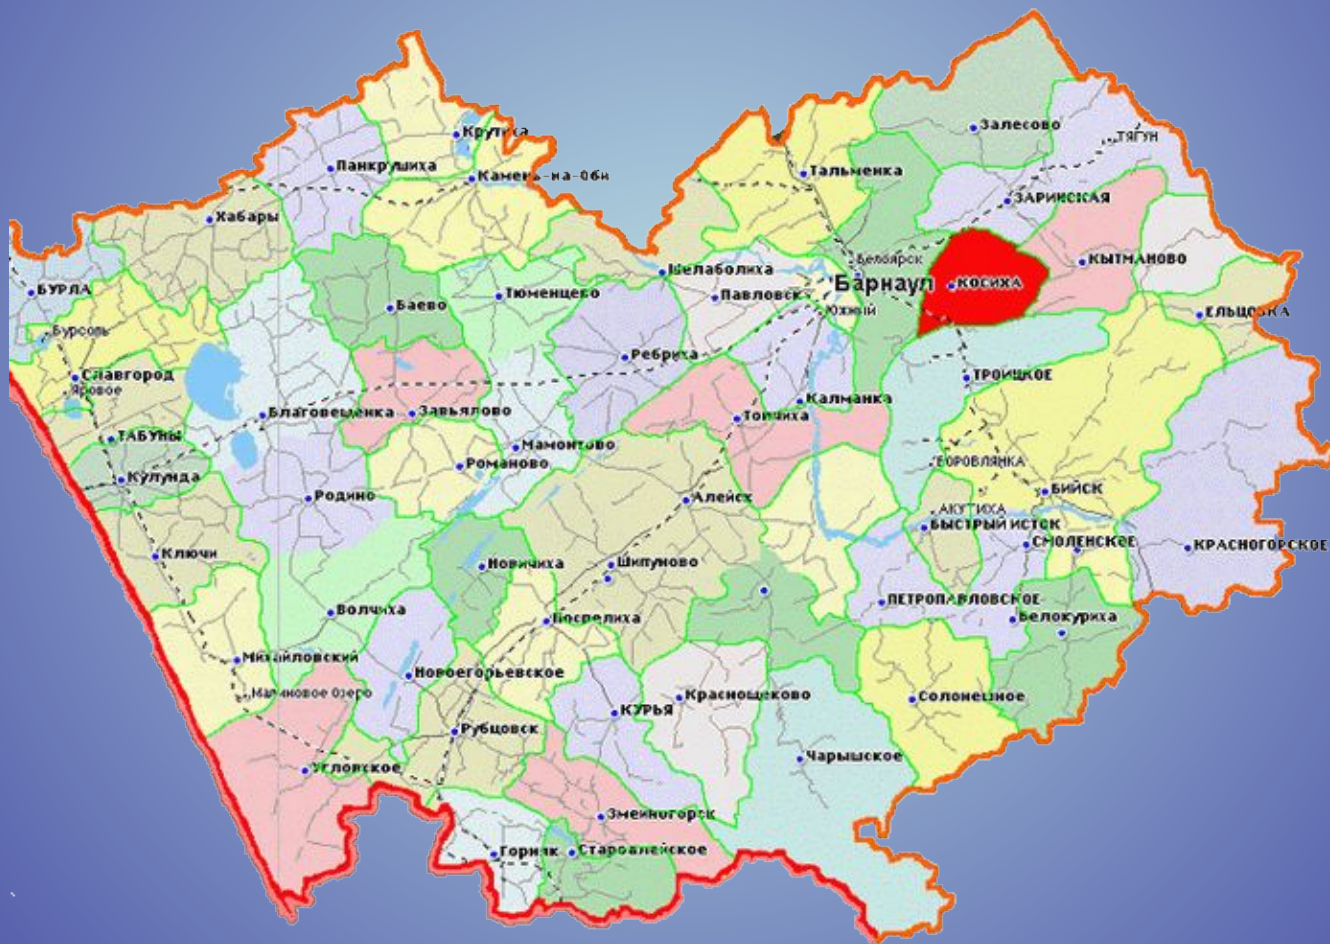 Крутиха
Залесово
ТЯГУН
Панкрушиха
Камень-на-Оби
Тальменка
ЗАРИНСКАЯ
Хабары
Белоярск
КЫТМАНОВО
Шелаболиха
БУРЛА
Баево
Тюменцево
Павловск
Барнаул
КОСИХА
Южный
ЕЛЬЦОВКА
Бурсоль
Ребриха
Славгород
Яровое
ТРОИЦКОЕ
Благовещенка
Завьялово
Топчиха
Калманка
ТАБУНЫ
Мамонтово
Романово
БОРОВЛЯНКА
Кулунда
Родино
Алейск
БИЙСК
АКУТИХА
БЫСТРЫЙ ИСТОК
СМОЛЕНСКОЕ
КРАСНОГОРСКОЕ
Ключи
Новичиха
Шипуново
ПЕТРОПАВЛОВСКОЕ
Волчиха
Поспелиха
Белокуриха
Михайловский
Малиновое Озеро
Новоегорьевское
Краснощеково
Солонешное
КУРЬЯ
Рубцовск
Чарышское
Угловское
Змеиногорск
Горняк
Староалейское